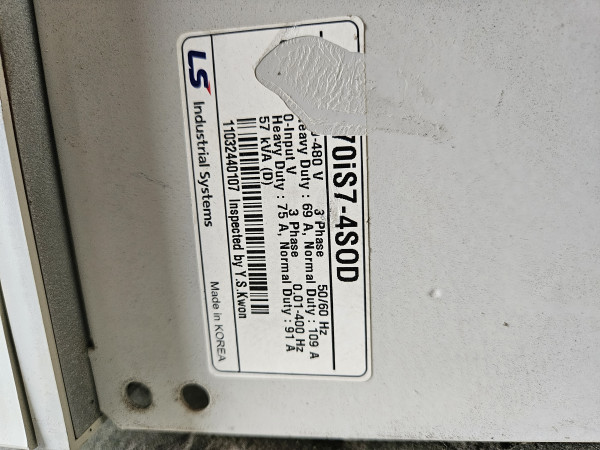 70iS7-4SOD
-480 V 3 Phase 50/60 Hz
eavy Duty : 69 A, Normal Duty : 109 A
0-Input V 3 Phase 0.01-400 Hz
Heavy Duty : 75 A, Normal Duty : 91 A
57 kVA (D)
11032440107 Inspected by Y.S.Kwon
LS Industrial Systems
Made in KOREA